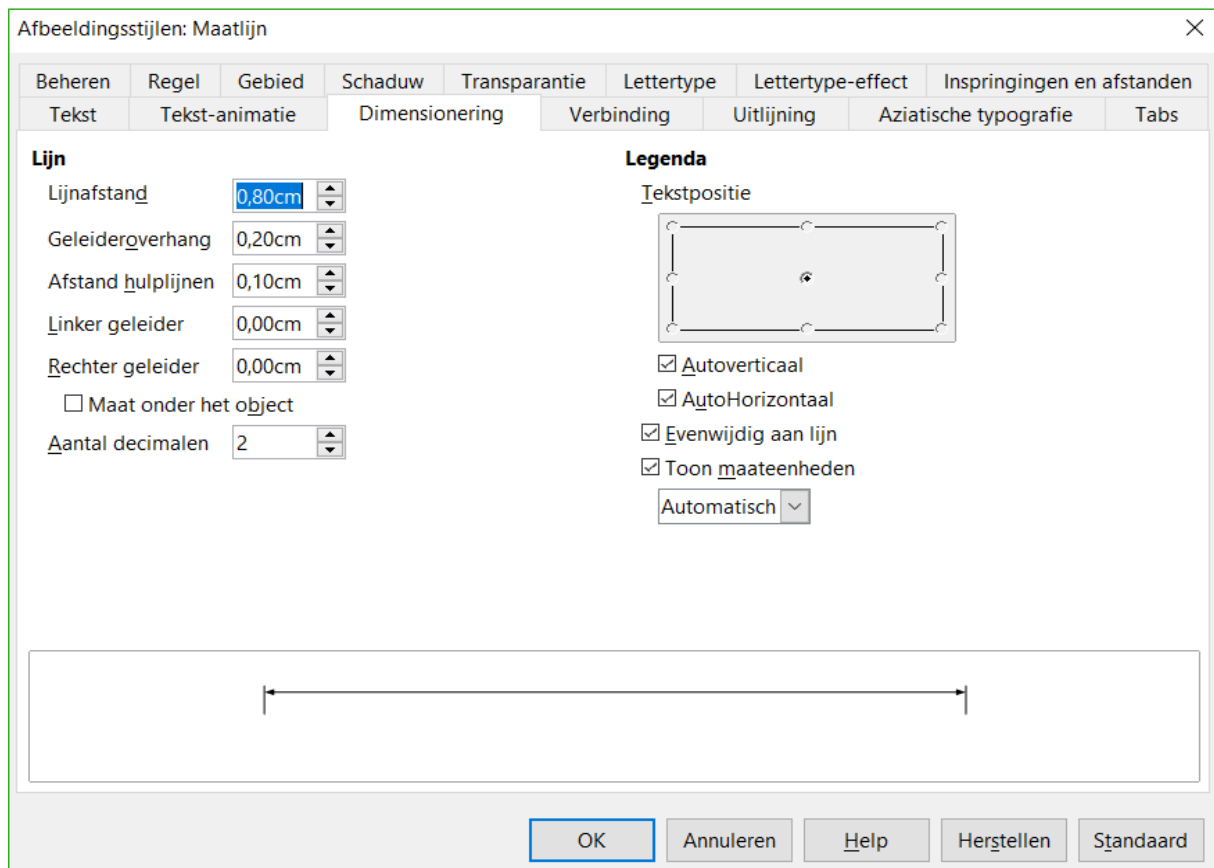 Afbeeldingsstijlen: Maatlijn
Beheren Regel Gebied Schaduw Transparantie Lettertype Lettertype-effect Inspringingen en afstanden
Tekst Tekst-animatie Dimensionering Verbinding Uitlijning Aziatische typografie Tabs
Lijn
Lijnafstand 0,80cm
Geleideroverhang 0,20cm
Afstand hulplijnen 0,10cm
Linker geleider 0,00cm
Rechter geleider 0,00cm
Maat onder het object
Aantal decimalen 2
Legenda
Tekstpositie
Autoverticaal
AutoHorizontaal
Evenwijdig aan lijn
Toon maateenheden
Automatisch
OK Annuleren Help Herstellen Standaard